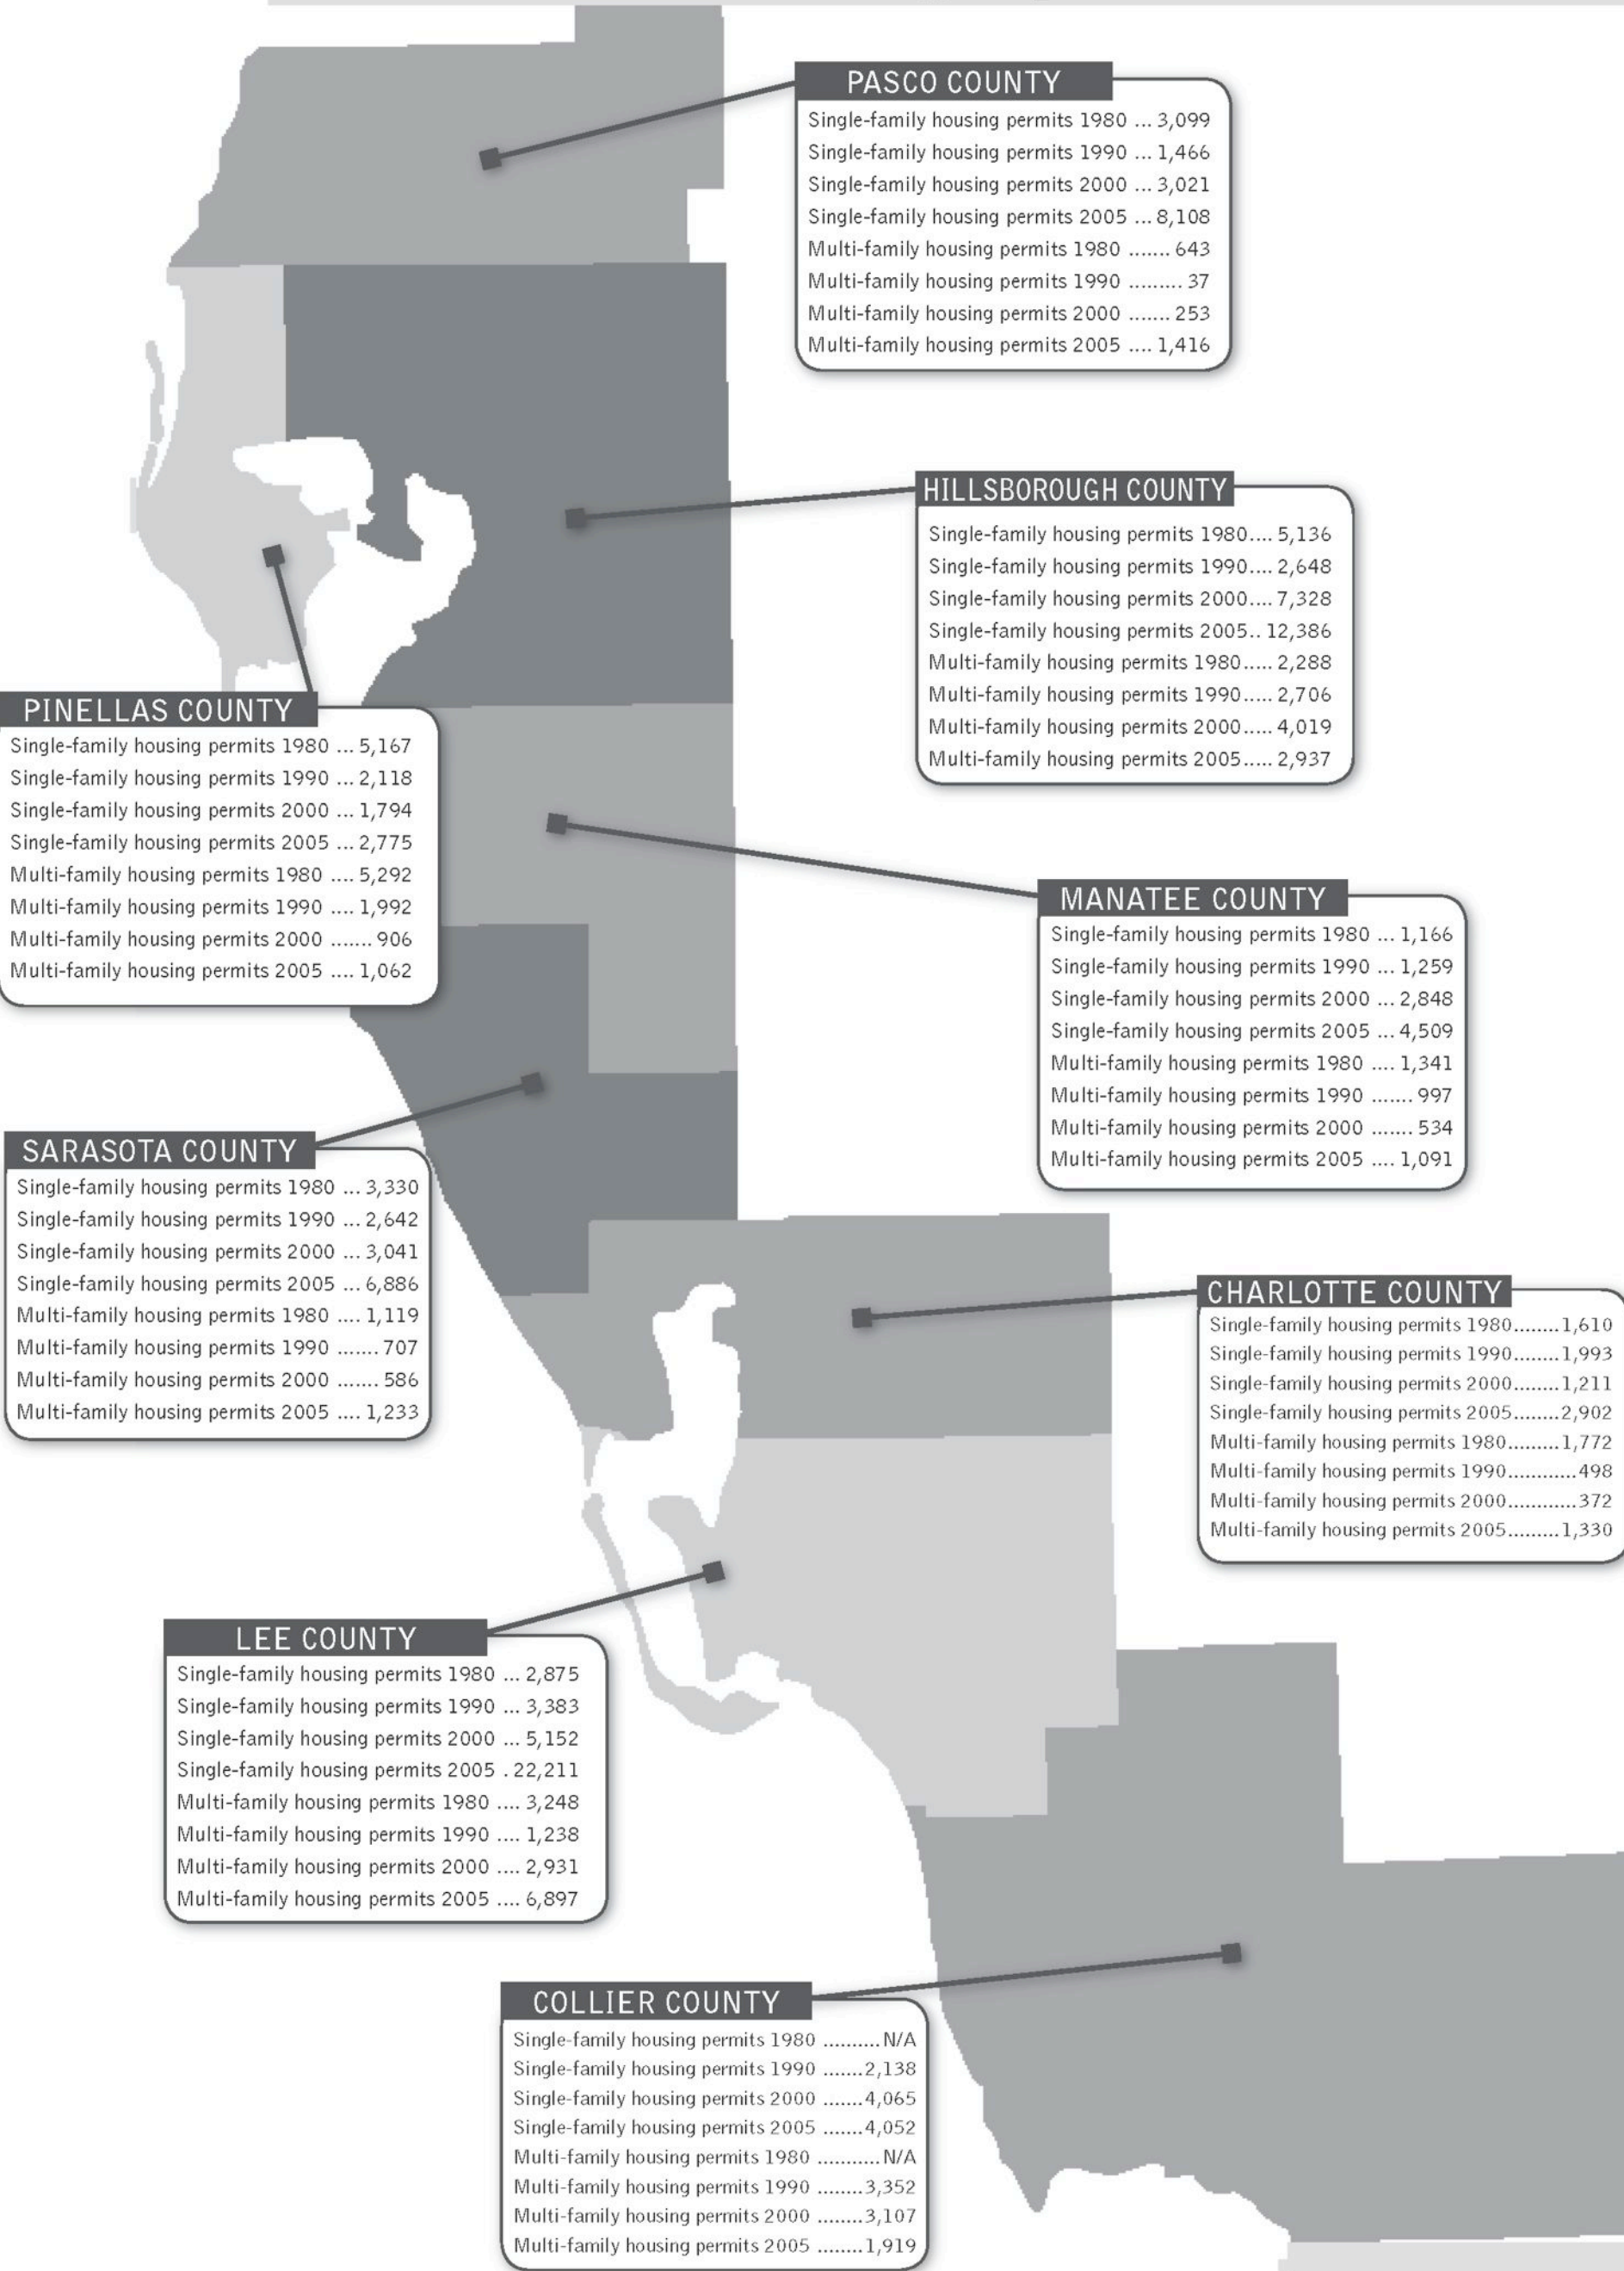 PASCO COUNTY
Single-family housing permits 1980 ... 3,099
Single-family housing permits 1990 ... 1,466
Single-family housing permits 2000 ... 3,021
Single-family housing permits 2005 ... 8,108
Multi-family housing permits 1980 ....... 643
Multi-family housing permits 1990 ......... 37
Multi-family housing permits 2000 ....... 253
Multi-family housing permits 2005 .... 1,416
HILLSBOROUGH COUNTY
Single-family housing permits 1980.... 5,136
Single-family housing permits 1990.... 2,648
Single-family housing permits 2000.... 7,328
Single-family housing permits 2005.. 12,386
Multi-family housing permits 1980..... 2,288
Multi-family housing permits 1990..... 2,706
Multi-family housing permits 2000..... 4,019
Multi-family housing permits 2005..... 2,937
PINELLAS COUNTY
Single-family housing permits 1980 ... 5,167
Single-family housing permits 1990 ... 2,118
Single-family housing permits 2000 ... 1,794
Single-family housing permits 2005 ... 2,775
Multi-family housing permits 1980 .... 5,292
Multi-family housing permits 1990 .... 1,992
Multi-family housing permits 2000 ....... 906
Multi-family housing permits 2005 .... 1,062
MANATEE COUNTY
Single-family housing permits 1980 ... 1,166
Single-family housing permits 1990 ... 1,259
Single-family housing permits 2000 ... 2,848
Single-family housing permits 2005 ... 4,509
Multi-family housing permits 1980 .... 1,341
Multi-family housing permits 1990 ....... 997
Multi-family housing permits 2000 ....... 534
Multi-family housing permits 2005 .... 1,091
SARASOTA COUNTY
Single-family housing permits 1980 ... 3,330
Single-family housing permits 1990 ... 2,642
Single-family housing permits 2000 ... 3,041
Single-family housing permits 2005 ... 6,886
Multi-family housing permits 1980 .... 1,119
Multi-family housing permits 1990 ....... 707
Multi-family housing permits 2000 ....... 586
Multi-family housing permits 2005 .... 1,233
CHARLOTTE COUNTY
Single-family housing permits 1980........1,610
Single-family housing permits 1990........1,993
Single-family housing permits 2000........1,211
Single-family housing permits 2005........2,902
Multi-family housing permits 1980.........1,772
Multi-family housing permits 1990............498
Multi-family housing permits 2000............372
Multi-family housing permits 2005.........1,330
LEE COUNTY
Single-family housing permits 1980 ... 2,875
Single-family housing permits 1990 ... 3,383
Single-family housing permits 2000 ... 5,152
Single-family housing permits 2005 . 22,211
Multi-family housing permits 1980 .... 3,248
Multi-family housing permits 1990 .... 1,238
Multi-family housing permits 2000 .... 2,931
Multi-family housing permits 2005 .... 6,897
COLLIER COUNTY
Single-family housing permits 1980 ..........N/A
Single-family housing permits 1990 .......2,138
Single-family housing permits 2000 .......4,065
Single-family housing permits 2005 .......4,052
Multi-family housing permits 1980 ...........N/A
Multi-family housing permits 1990 ........3,352
Multi-family housing permits 2000 ........3,107
Multi-family housing permits 2005 ........1,919